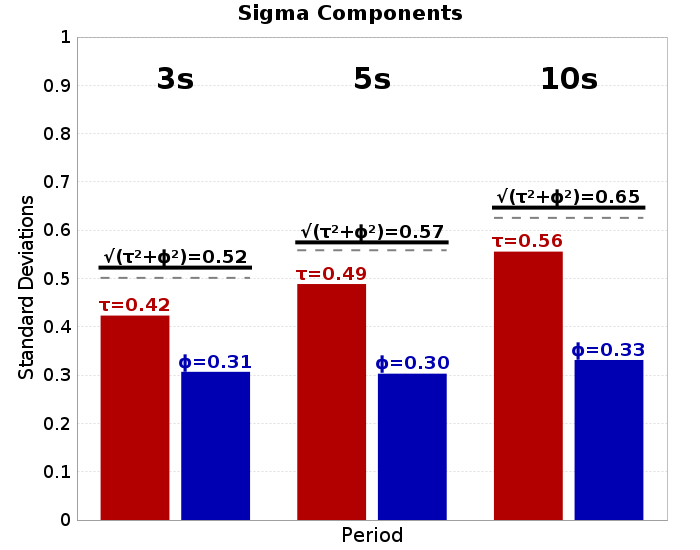 Sigma Components
Standard Deviations
1
0.9
0.8
0.7
0.6
0.5
0.4
0.3
0.2
0.1
0
3s
5s
10s
√(τ²+ϕ²)=0.52
τ=0.42
ϕ=0.31
√(τ²+ϕ²)=0.57
τ=0.49
ϕ=0.30
√(τ²+ϕ²)=0.65
τ=0.56
ϕ=0.33
Period